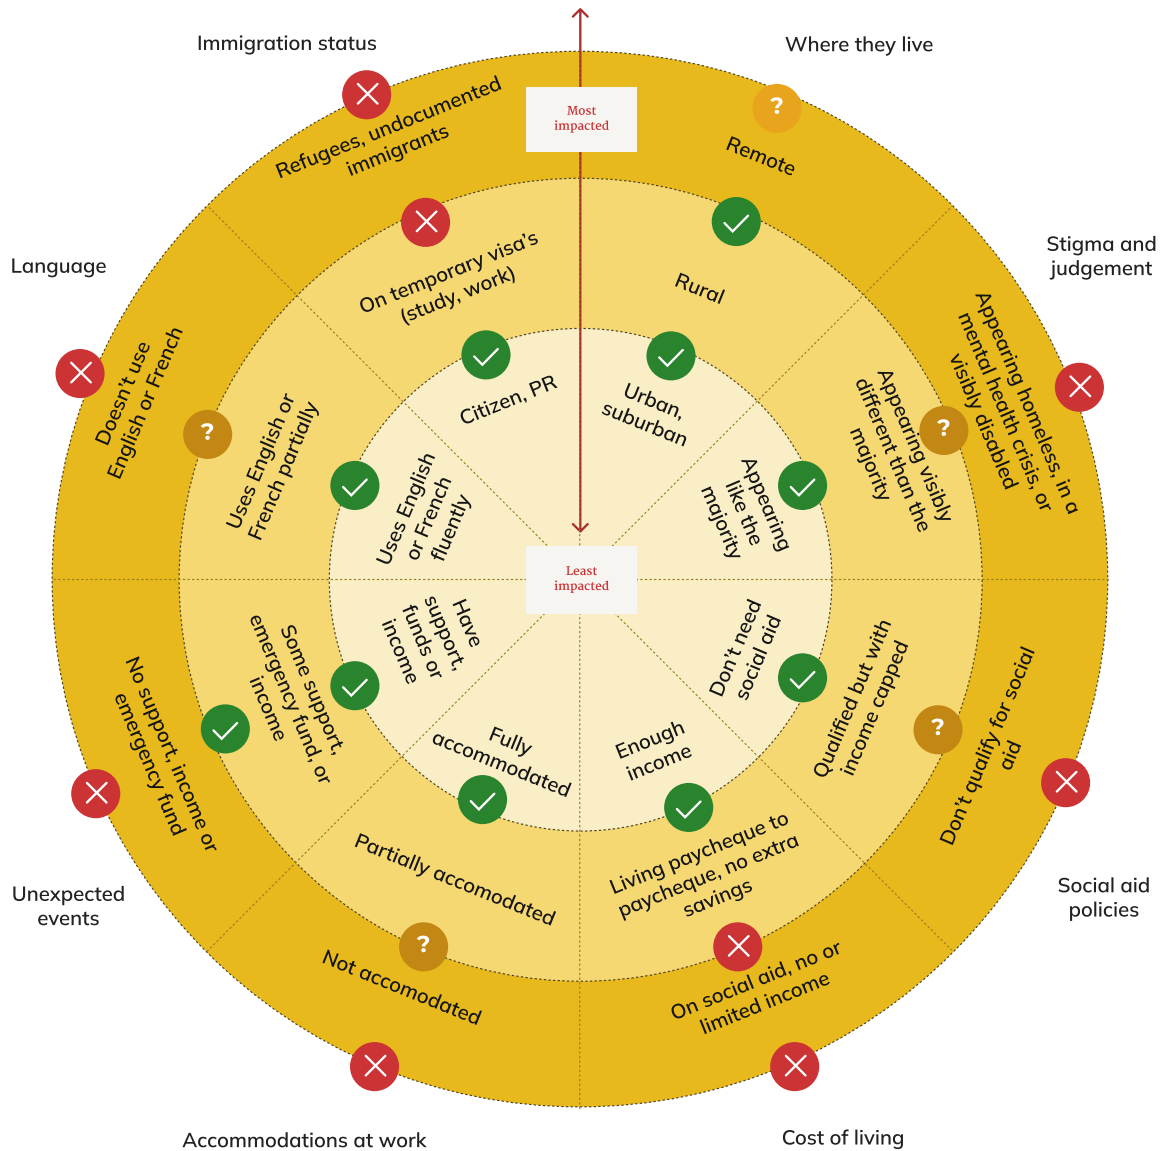 Immigration status
Where they live
Most
impacted
Refugees, undocumented
immigrants
?
Remote
On temporary visa's
(study, work)
Rural
Citizen, PR
Urban,
suburban
Language
Stigma and
judgement
Doesn't use
English or French
?
Uses English or
French partially
Uses English
or French
fluently
Appearing
like the
majority
Appearing visibly
different than the
majority
?
Appearing homeless, in a
mental health crisis, or
visibly disabled
Least
impacted
No support, income or
emergency fund
Some support,
emergency fund, or
income
Have
support,
funds or
income
Don't need
social aid
Qualified but with
income capped
?
Don't qualify for social
aid
Fully
accommodated
Enough
income
Partially accomodated
Living paycheque to
paycheque, no extra
savings
?
Not accomodated
On social aid, no or
limited income
Unexpected
events
Social aid
policies
Accommodations at work
Cost of living